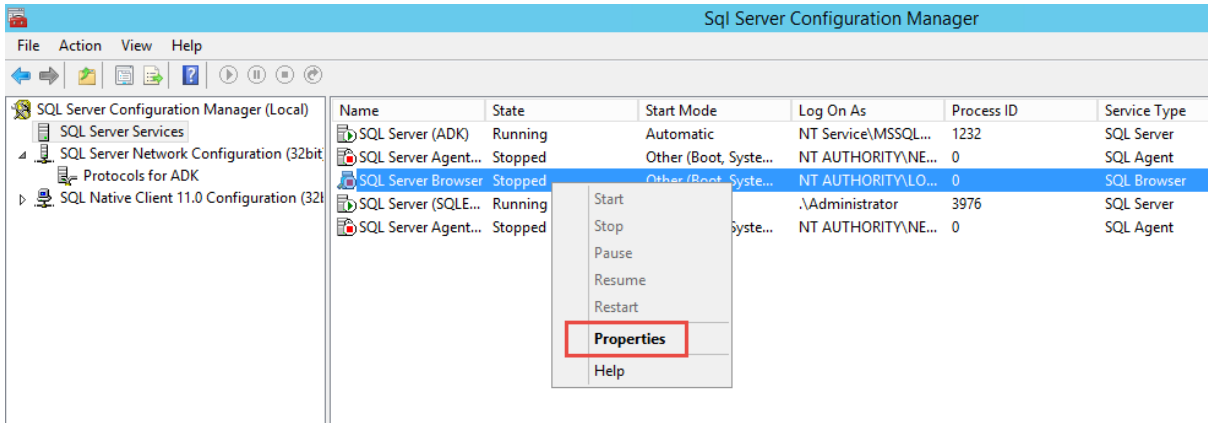 Sql Server Configuration Manager
File Action View Help
SQL Server Configuration Manager (Local)
SQL Server Services
SQL Server Network Configuration (32bit
Protocols for ADK
SQL Native Client 11.0 Configuration (32
Name State Start Mode Log On As Process ID Service Type
SQL Server (ADK) Running Automatic NT Service\MSSQL... 1232 SQL Server
SQL Server Agent... Stopped Other (Boot, Syste... NT AUTHORITY\NE... 0 SQL Agent
SQL Server Browser Stopped Other (Boot, Syste... NT AUTHORITY\LO... 0 SQL Browser
SQL Server (SQLE... Running .\Administrator 3976 SQL Server
SQL Server Agent... Stopped Syste... NT AUTHORITY\NE... 0 SQL Agent
Start
Stop
Pause
Resume
Restart
Properties
Help